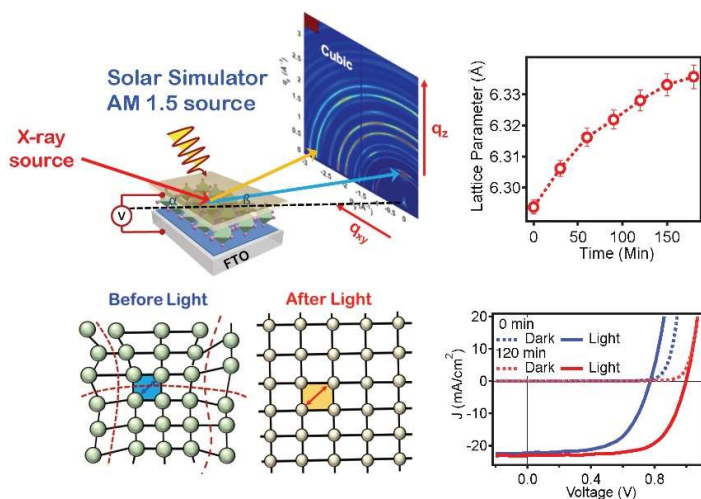 Solar Simulator
AM 1.5 source
X-ray
source
Cubic
q_z
q_xy
α
ß
V
FTO
Lattice Parameter (Å)
6.33
6.32
6.31
6.30
0
50
100
150
Time (Min)
Before Light
After Light
J (mA/cm²)
20
10
0
-10
-20
0 min
Dark
Light
120 min
Dark
Light
0.0
0.4
0.8
Voltage (V)